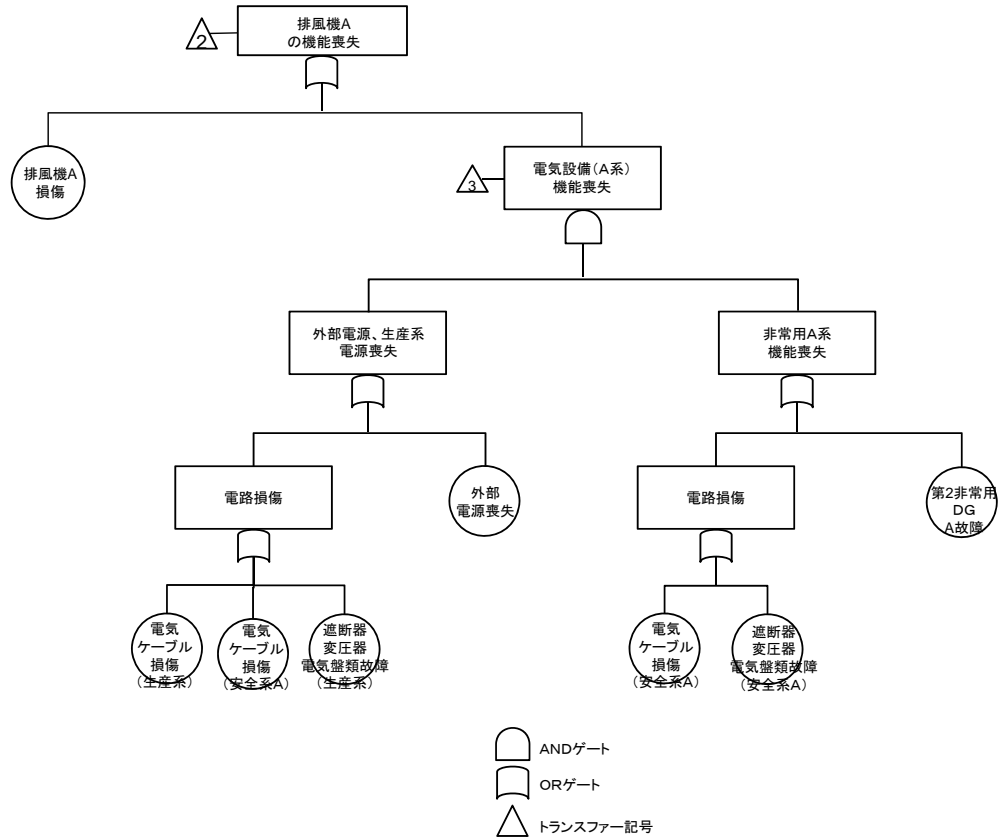 排風機A
の機能喪失
2
排風機A
損傷
電気設備(A系)
機能喪失
3
外部電源、生産系
電源喪失
非常用A系
機能喪失
電路損傷
外部
電源喪失
電路損傷
第2非常用
DG
A故障
電気
ケーブル
損傷
(生産系)
電気
ケーブル
損傷
(安全系A)
遮断器
変圧器
電気盤類故障
(生産系)
電気
ケーブル
損傷
(安全系A)
遮断器
変圧器
電気盤類故障
(安全系A)
ANDゲート
ORゲート
トランスファー記号